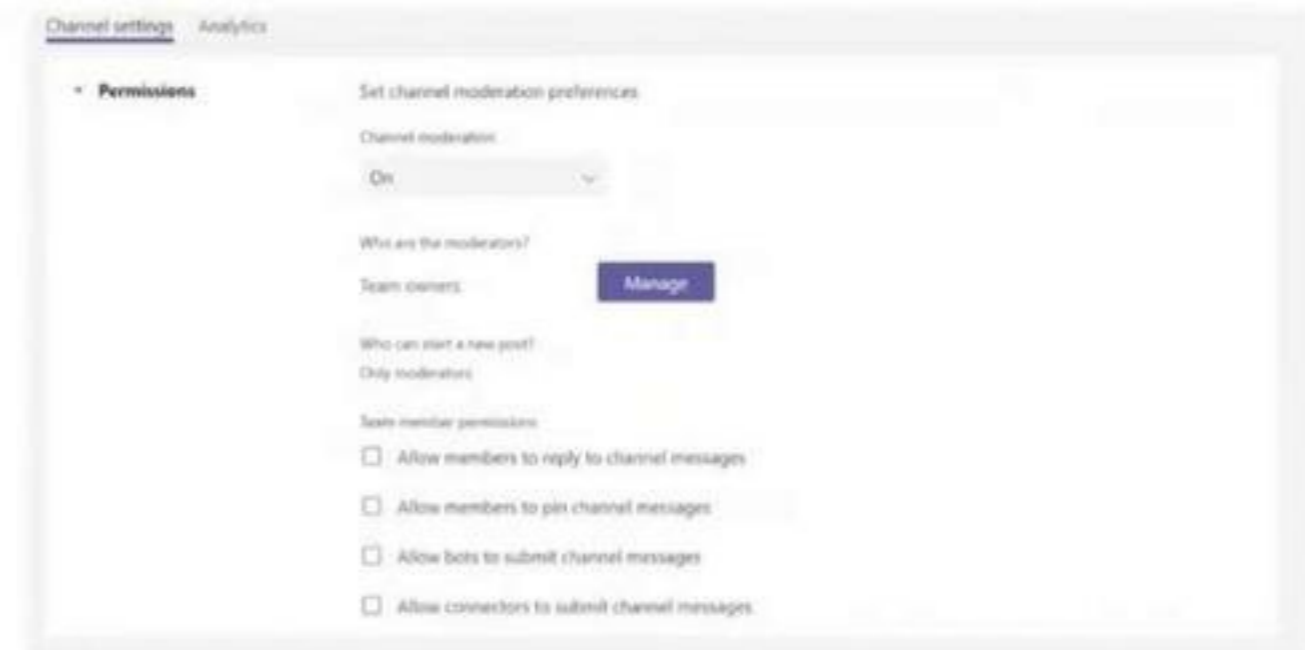 Channel settings Analytics
Permissions
Set channel moderation preferences
Channel moderation
On
Who are the moderators?
Team owners
Manage
Who can start a new post?
Only moderators
Team member permissions
Allow members to reply to channel messages
Allow members to pin channel messages
Allow bots to submit channel messages
Allow connectors to submit channel messages